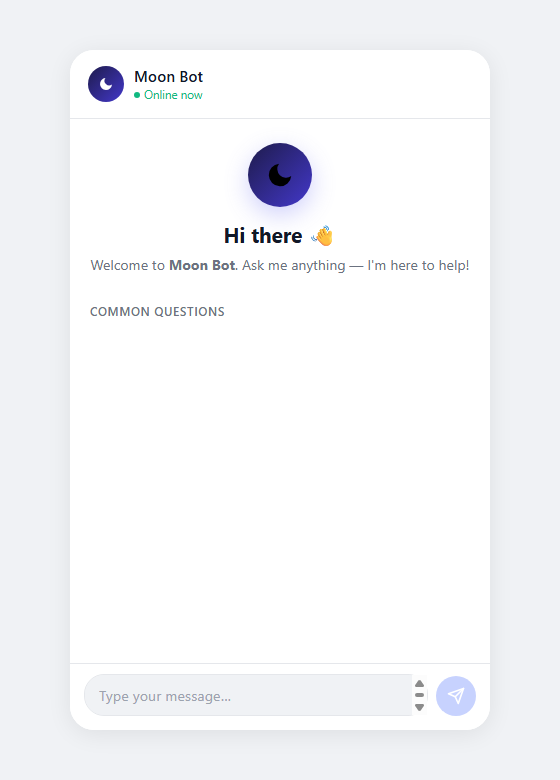 Moon Bot
Online now
Hi there 👋
Welcome to Moon Bot. Ask me anything — I'm here to help!
COMMON QUESTIONS
Type your message...